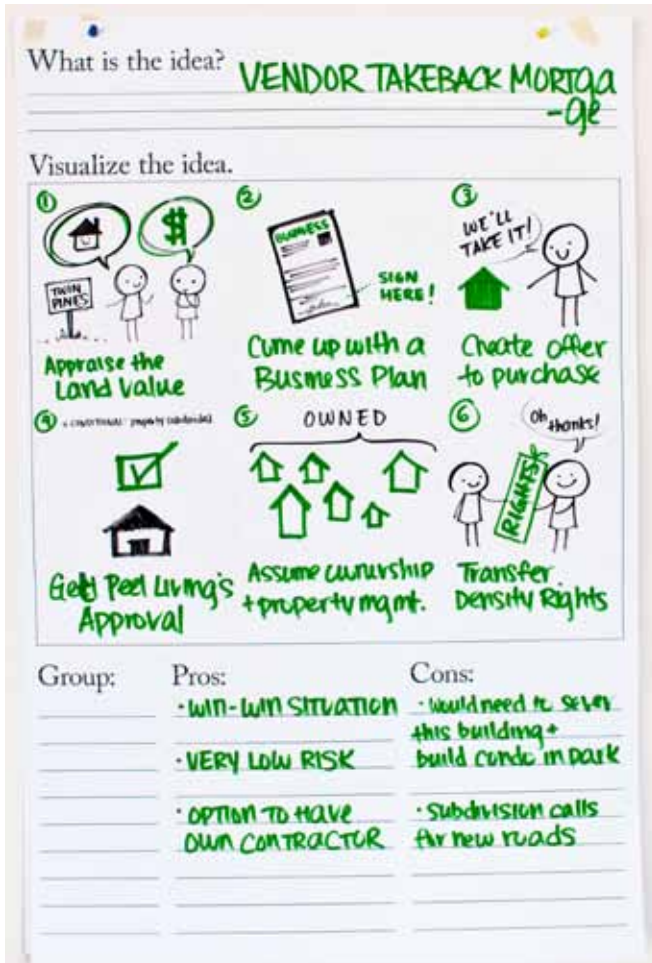 What is the idea? VENDOR TAKEBACK MORTGA
-ge
Visualize the idea.
①
TWIN
PINES
$
Appraise the
Land Value
②
BUSINESS
SIGN
HERE!
Come up with a
Business Plan
③
WE'LL
TAKE IT!
Create offer
to purchase
④
property
Get Peel Living's
Approval
⑤ OWNED
Assume ownership
+ property mgmt.
⑥
Oh
thanks!
RIGHTS
Transfer
Density Rights
Group:
Pros:
· WIN-WIN SITUATION
· VERY LOW RISK
· OPTION TO HAVE
OWN CONTRACTOR
Cons:
· Would need to sever
this building +
build condo in park
· Subdivision calls
for new roads